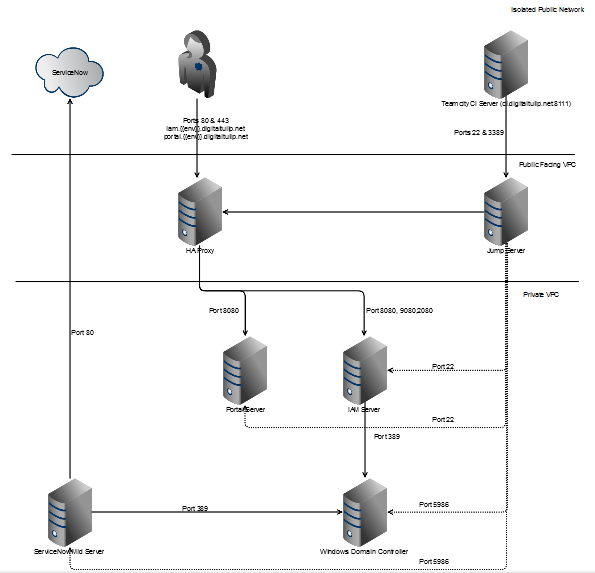 Isolated Public Network
ServiceNow
Teamcity CI Server (ci.digitaltulip.net:8111)
Ports 80 & 443
iam.{{env}}.digitaltulip.net
portal.{{env}}.digitaltulip.net
Ports 22 & 3389
Public Facing VPC
HA Proxy
Jump Server
Private VPC
Port 8080
Port 8080, 9080,2080
Port 80
Port 22
Portal Server
IAM Server
Port 22
Port 389
Port 389
Port 5986
ServiceNow Mid Server
Windows Domain Controller
Port 5986